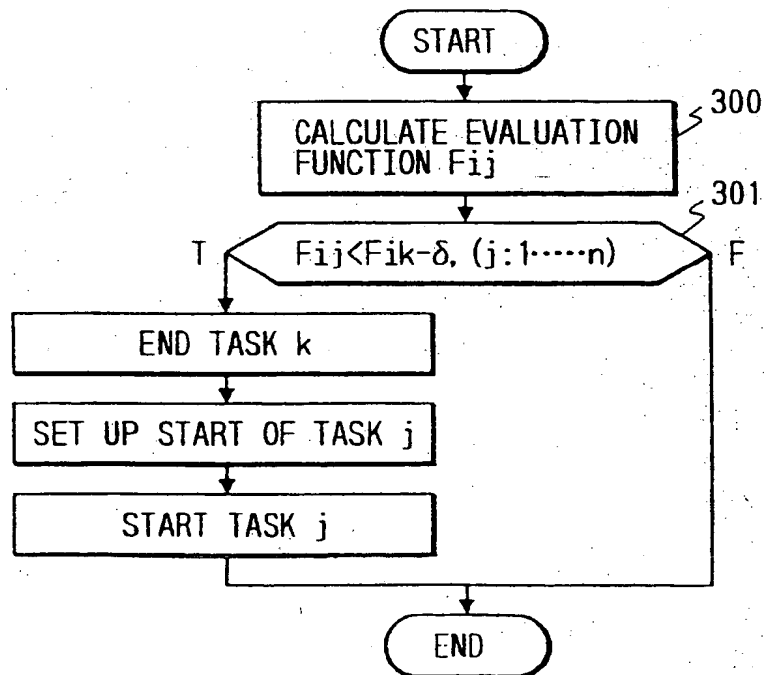 START
300
CALCULATE EVALUATION
FUNCTION Fij
301
T
Fij<Fik-δ, (j:1·····n)
F
END TASK k
SET UP START OF TASK j
START TASK j
END